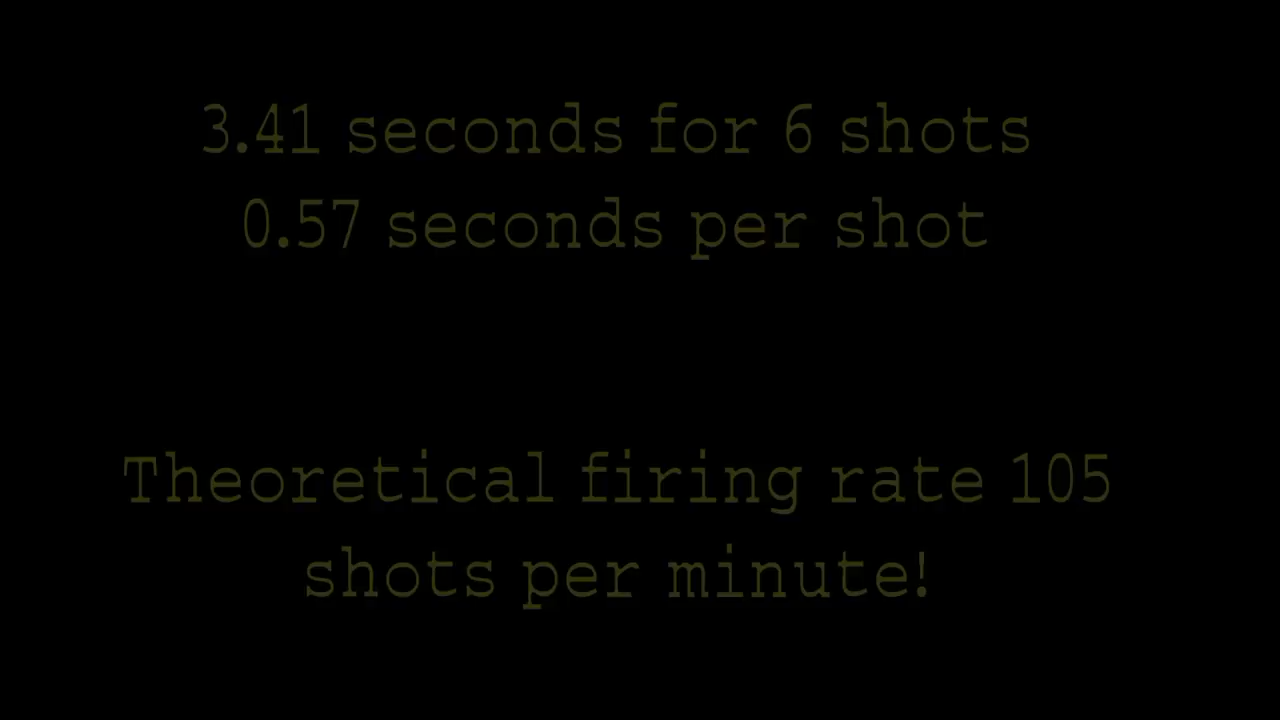 3.41 seconds for 6 shots
0.57 seconds per shot
Theoretical firing rate 105
shots per minute!